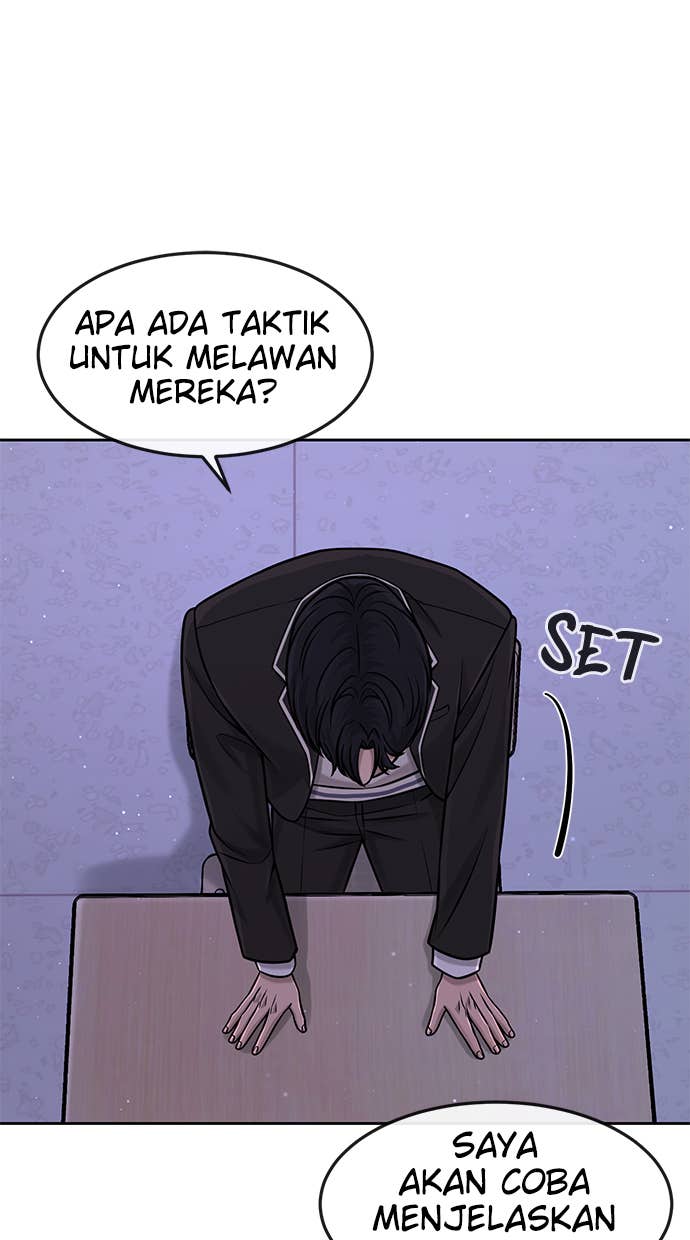 APA ADA TAKTIK
UNTUK MELAWAN
MEREKA?
SET
SAYA
AKAN COBA
MENJELASKAN